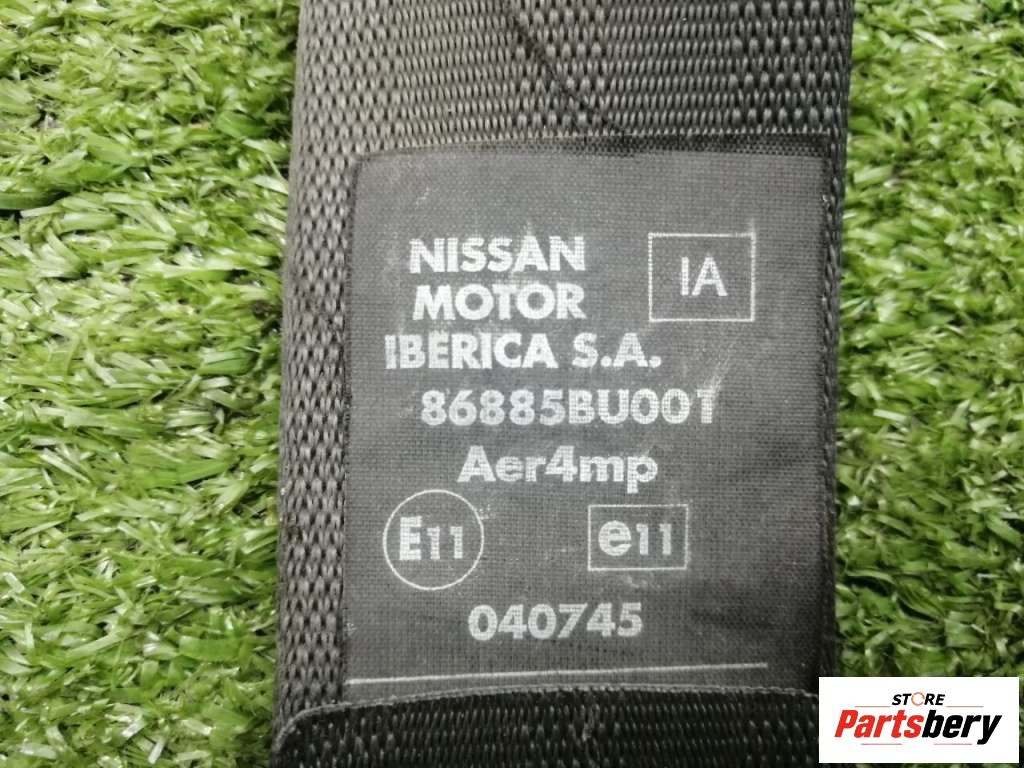 NISSAN
MOTOR
IBERICA S.A.
IA
86885BU001
Aer4mp
E11
e11
040745
STORE
Partsbery